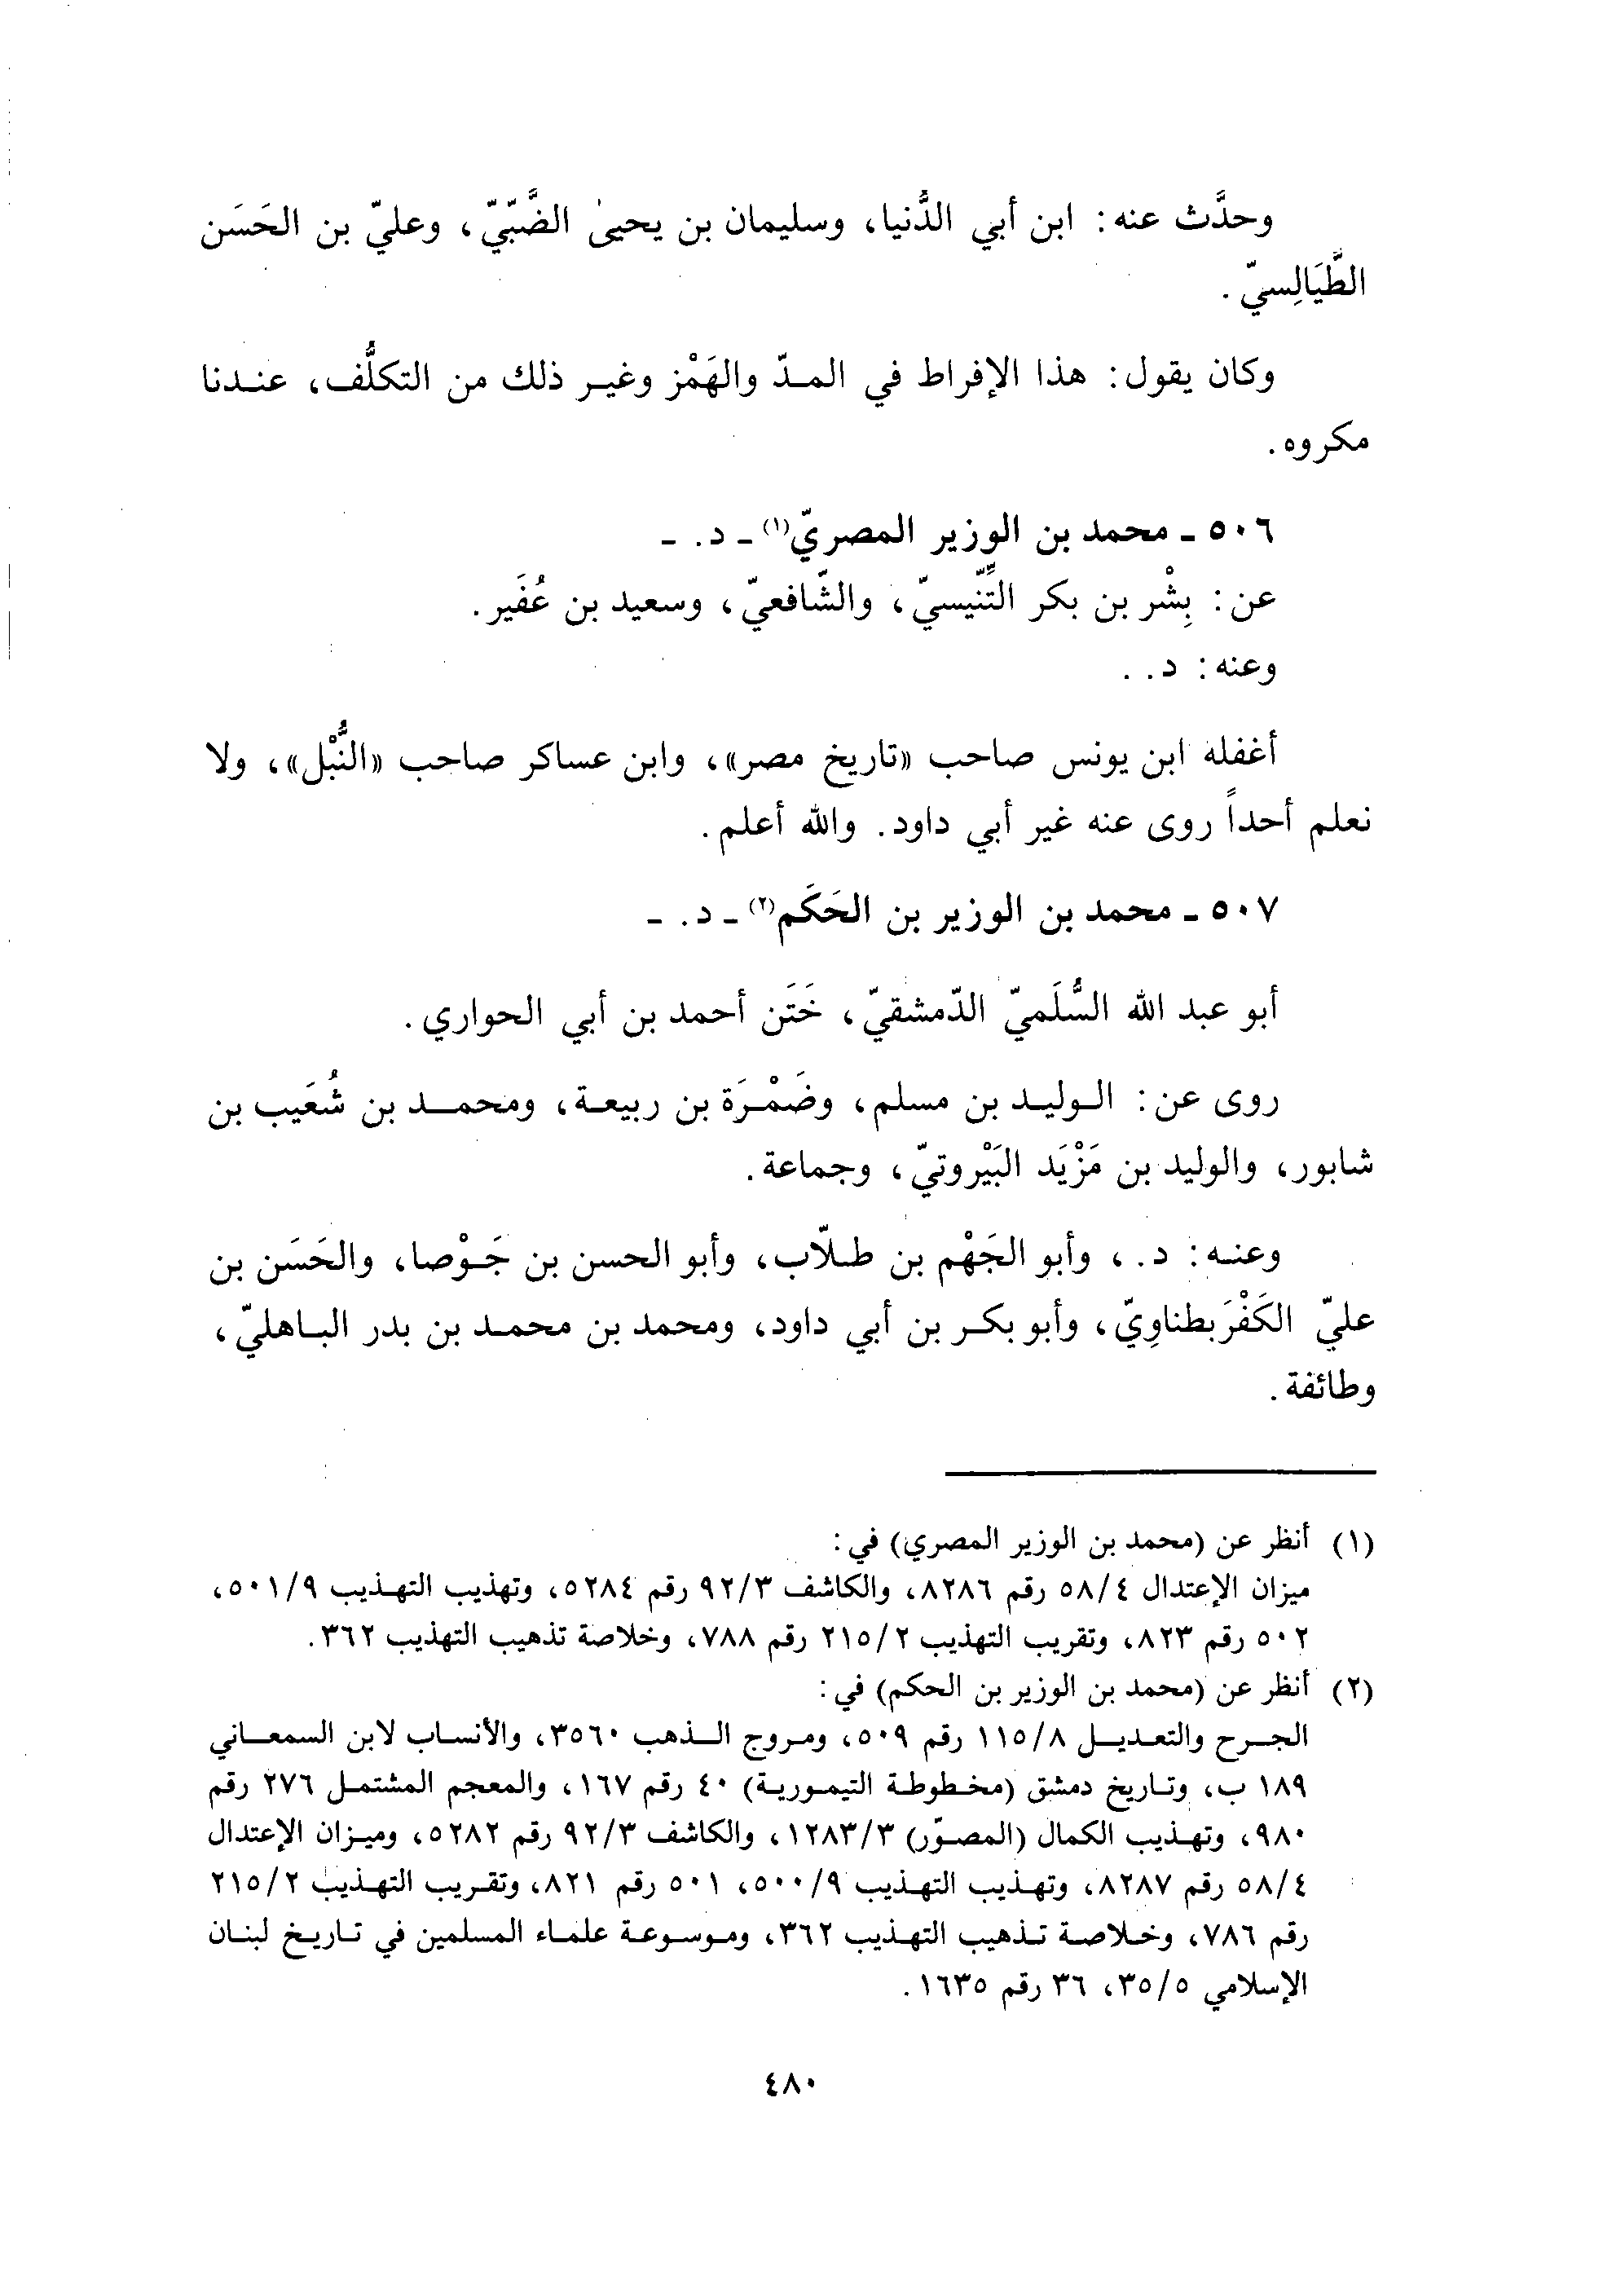 وحدَّث عنه: ابن أبي الدُّنيا، وسليمان بن يحيىٰ الضَّبّيّ، وعليّ بن الحَسَن
الطَّيَالِسيّ.
وكان يقول: هذا الإفراط في المدّ والهَمْز وغير ذلك من التكلُّف، عندنا
مكروه.
٥٠٦ - محمد بن الوزير المصريّ(١) - د. -
عن: بِشْر بن بكر التِّنّيسيّ، والشّافعيّ، وسعيد بن عُفَير.
وعنه: د. .
أغفله ابن يونس صاحب «تاريخ مصر»، وابن عساكر صاحب «النُّبْل»، ولا
نعلم أحداً روى عنه غير أبي داود. والله أعلم.
٥٠٧ - محمد بن الوزير بن الحَكَم(٢) - د. -
أبو عبد الله السُّلَميّ الدّمشقيّ، خَتَن أحمد بن أبي الحواري.
روى عن: الوليد بن مسلم، وضَمْرَة بن ربيعة، ومحمد بن شُعَيب بن
شابور، والوليد بن مَزْيَد البَيْروتيّ، وجماعة.
وعنه: د.، وأبو الجَهْم بن طلّاب، وأبو الحسن بن جَوْصا، والحَسَن بن
عليّ الكَفْرَبطناوِيّ، وأبو بكر بن أبي داود، ومحمد بن محمد بن بدر الباهليّ،
وطائفة.
(١) أنظر عن (محمد بن الوزير المصري) في:
ميزان الإعتدال ٥٨/٤ رقم ٨٢٨٦، والكاشف ٩٢/٣ رقم ٥٢٨٤، وتهذيب التهذيب ٥٠١/٩،
٥٠٢ رقم ٨٢٣، وتقريب التهذيب ٢١٥/٢ رقم ٧٨٨، وخلاصة تذهيب التهذيب ٣٦٢.
(٢) أنظر عن (محمد بن الوزير بن الحكم) في:
الجرح والتعديل ١١٥/٨ رقم ٥٠٩، ومروج الذهب ٣٥٦٠، والأنساب لابن السمعاني
١٨٩ ب، وتاريخ دمشق (مخطوطة التيمورية) ٤٠ رقم ١٦٧، والمعجم المشتمل ٢٧٦ رقم
٩٨٠، وتهذيب الكمال (المصوّر) ١٢٨٣/٣، والكاشف ٩٢/٣ رقم ٥٢٨٢، وميزان الإعتدال
٥٨/٤ رقم ٨٢٨٧، وتهذيب التهذيب ٥٠٠/٩، ٥٠١ رقم ٨٢١، وتقريب التهذيب ٢١٥/٢
رقم ٧٨٦، وخلاصة تذهيب التهذيب ٣٦٢، وموسوعة علماء المسلمين في تاريخ لبنان
الإسلامي ٣٥/٥، ٣٦ رقم ١٦٣٥.
٤٨٠